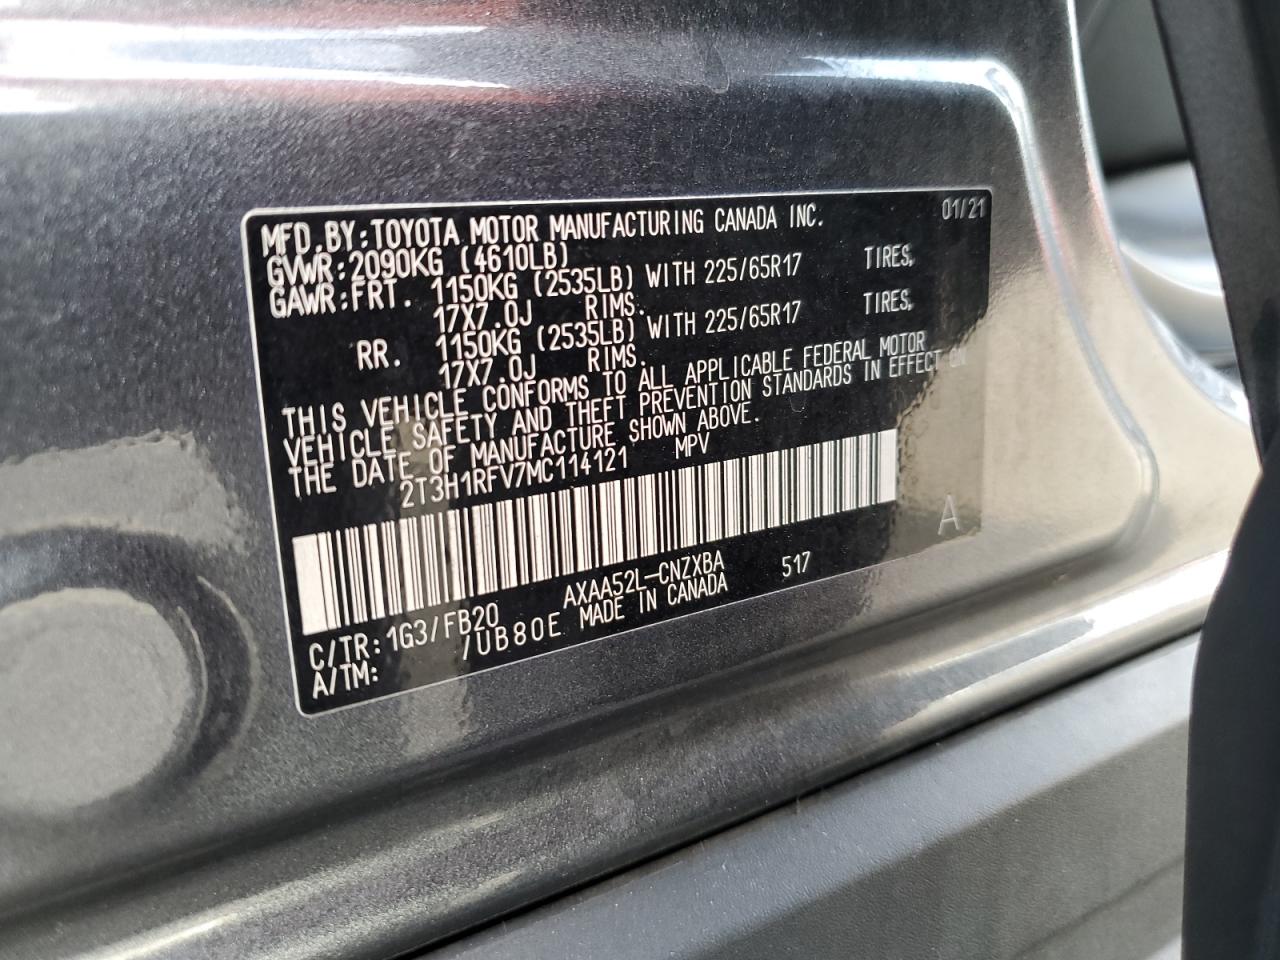 MFD.BY:TOYOTA MOTOR MANUFACTURING CANADA INC. 01/21
GVWR:2090KG (4610LB)
GAWR:FRT. 1150KG (2535LB) WITH 225/65R17 TIRES,
17X7.0J RIMS.
RR. 1150KG (2535LB) WITH 225/65R17 TIRES,
17X7.0J RIMS.
THIS VEHICLE CONFORMS TO ALL APPLICABLE FEDERAL MOTOR
VEHICLE SAFETY AND THEFT PREVENTION STANDARDS IN EFFECT ON
THE DATE OF MANUFACTURE SHOWN ABOVE.
2T3H1RFV7MC114121 MPV
A
AXAA52L-CNZXBA 517
C/TR:1G3/FB20 MADE IN CANADA
A/TM: /UB80E